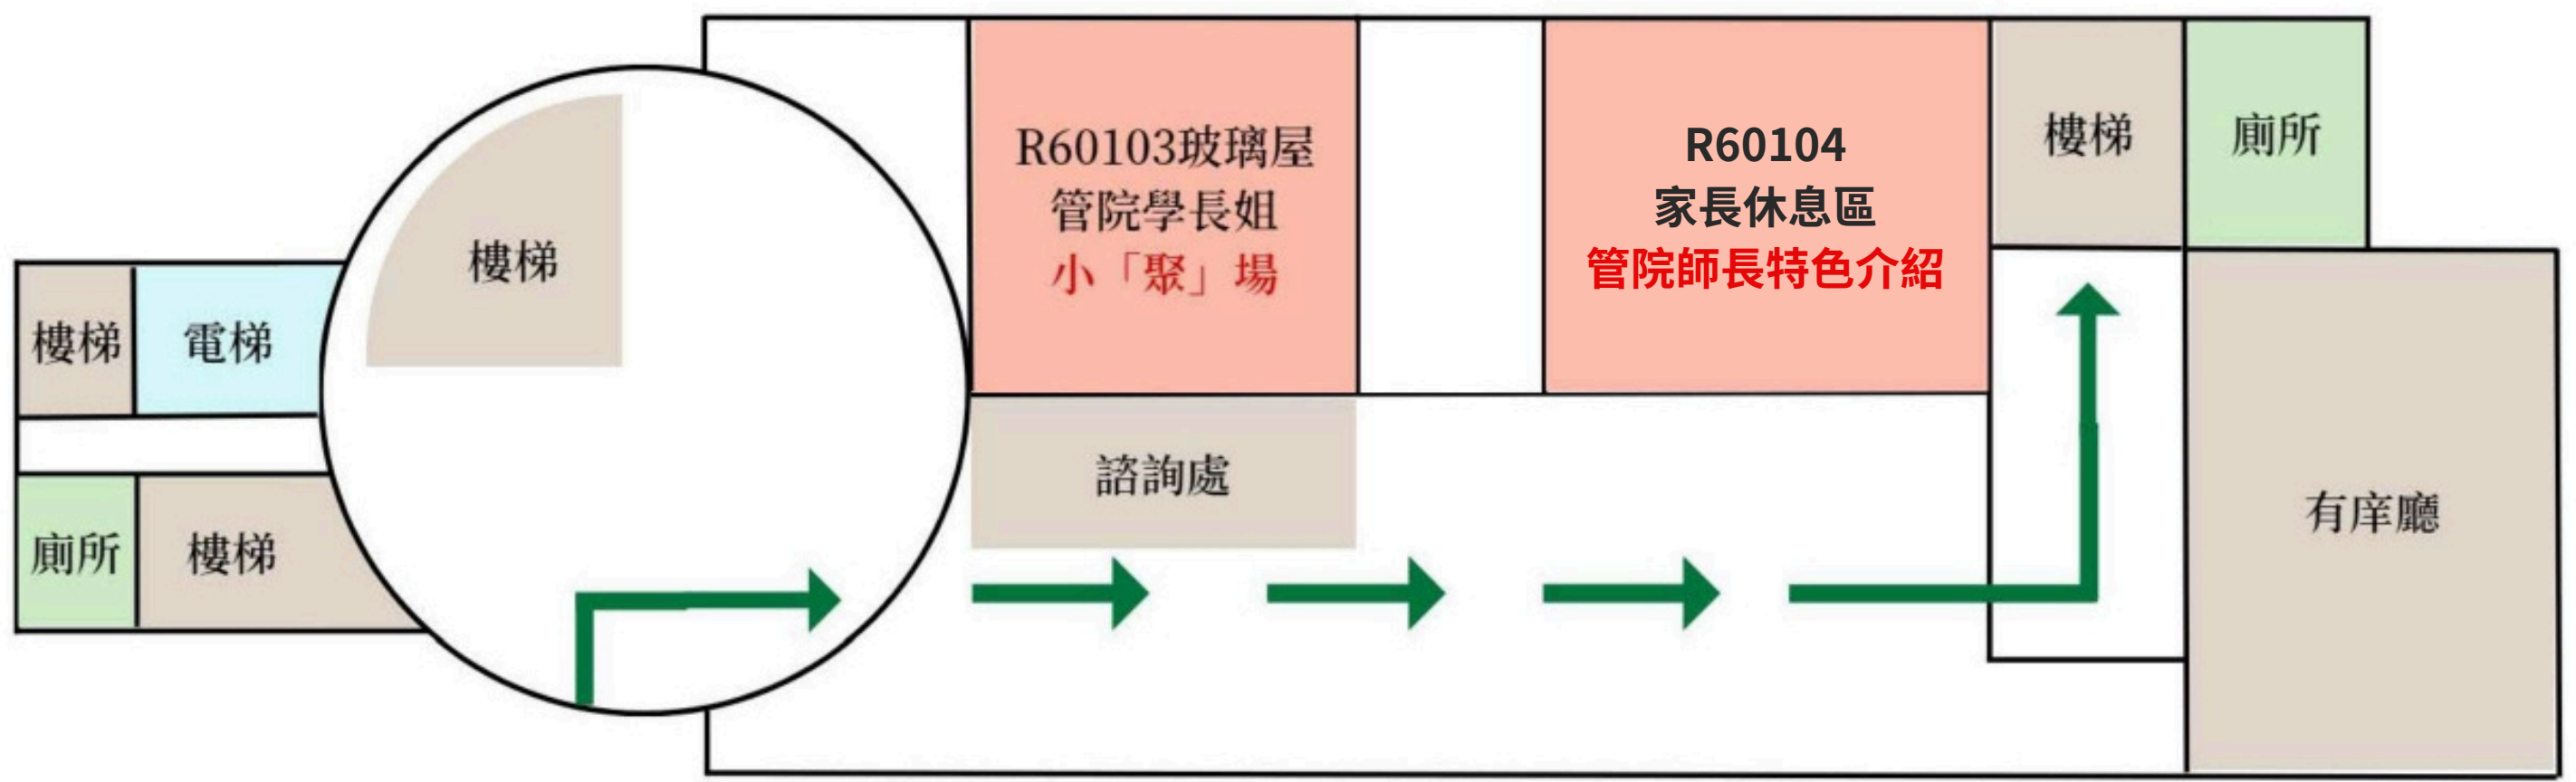 R60103玻璃屋
管院學長姐
小「聚」場
R60104
家長休息區
管院師長特色介紹
樓梯
廁所
樓梯
樓梯
電梯
諮詢處
有庠廳
廁所
樓梯